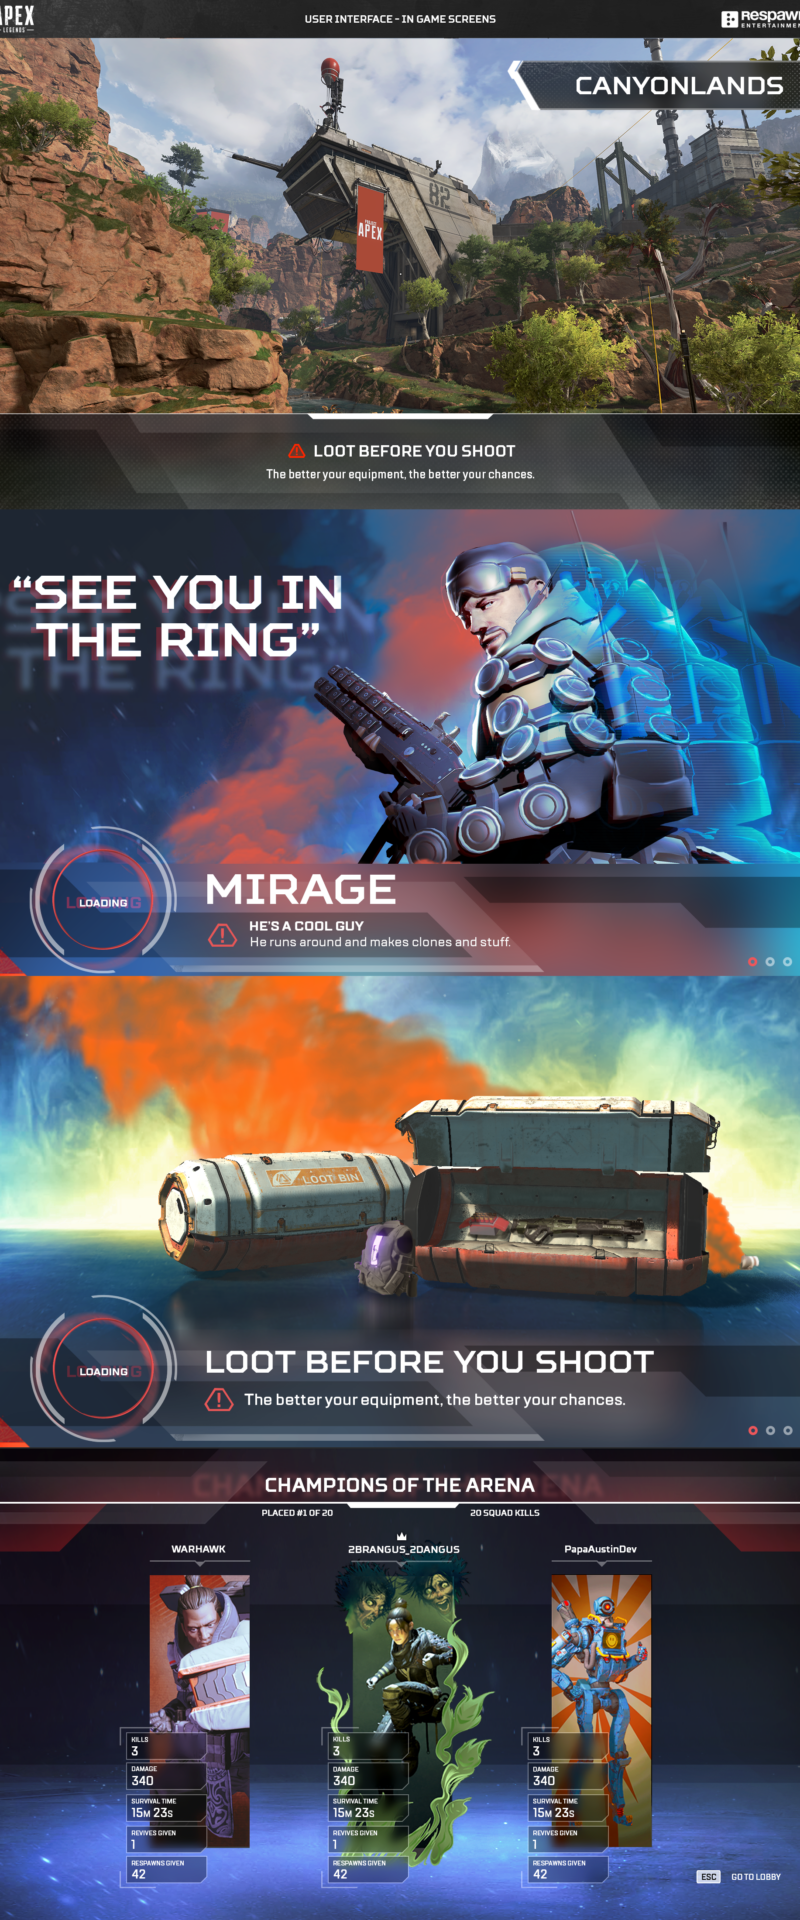 APEX
LEGENDS
USER INTERFACE - IN GAME SCREENS
Respawn
ENTERTAINMENT
CANYONLANDS
82
APEX
LOOT BEFORE YOU SHOOT
The better your equipment, the better your chances.
“SEE YOU IN
THE RING”
LOADING
MIRAGE
HE'S A COOL GUY
He runs around and makes clones and stuff.
LOOT BIN
LOADING
LOOT BEFORE YOU SHOOT
The better your equipment, the better your chances.
CHAMPIONS OF THE ARENA
PLACED #1 OF 20
20 SQUAD KILLS
WARHAWK
2BRANGUS_2DANGUS
PapaAustinDev
KILLS
3
DAMAGE
340
SURVIVAL TIME
15M 23S
REVIVES GIVEN
1
RESPAWNS GIVEN
42
KILLS
3
DAMAGE
340
SURVIVAL TIME
15M 23S
REVIVES GIVEN
1
RESPAWNS GIVEN
42
KILLS
3
DAMAGE
340
SURVIVAL TIME
15M 23S
REVIVES GIVEN
1
RESPAWNS GIVEN
42
ESC GO TO LOBBY